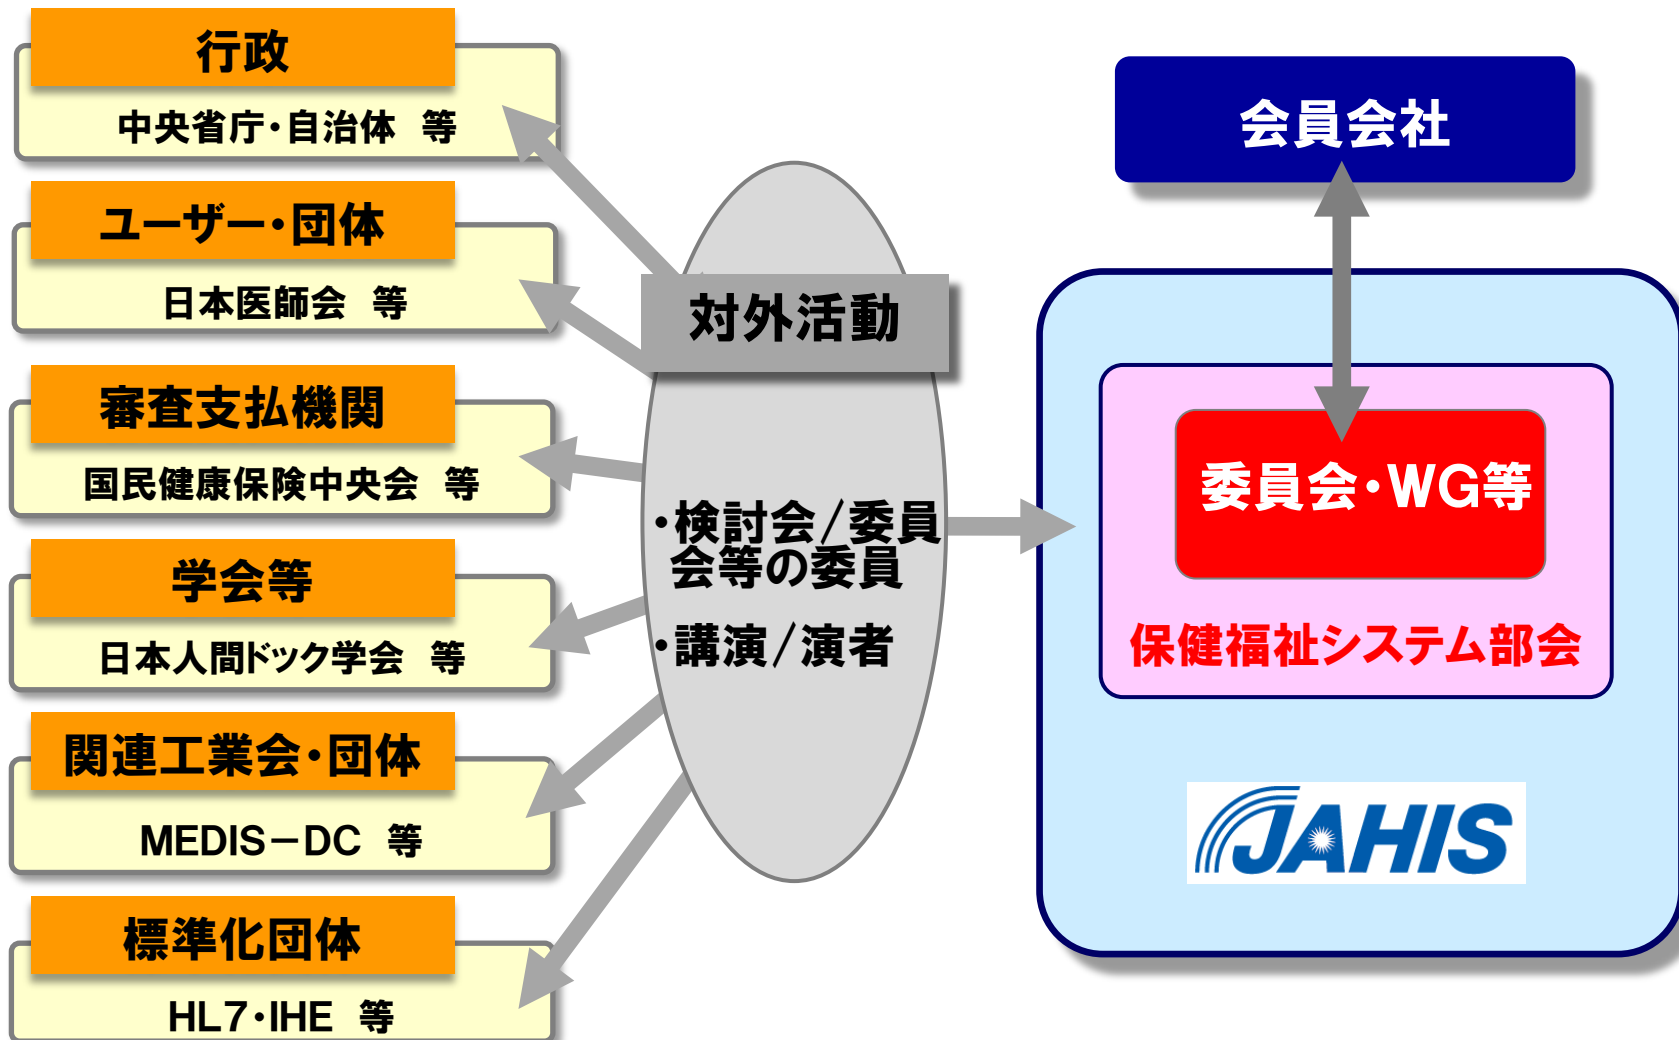 行政
中央省庁・自治体　等
ユーザー・団体
日本医師会　等
審査支払機関
国民健康保険中央会　等
学会等
日本人間ドック学会　等
関連工業会・団体
MEDIS－DC　等
標準化団体
HL7・IHE　等
対外活動
・検討会/委員
会等の委員
・講演/演者
会員会社
委員会・WG等
保健福祉システム部会
JAHIS